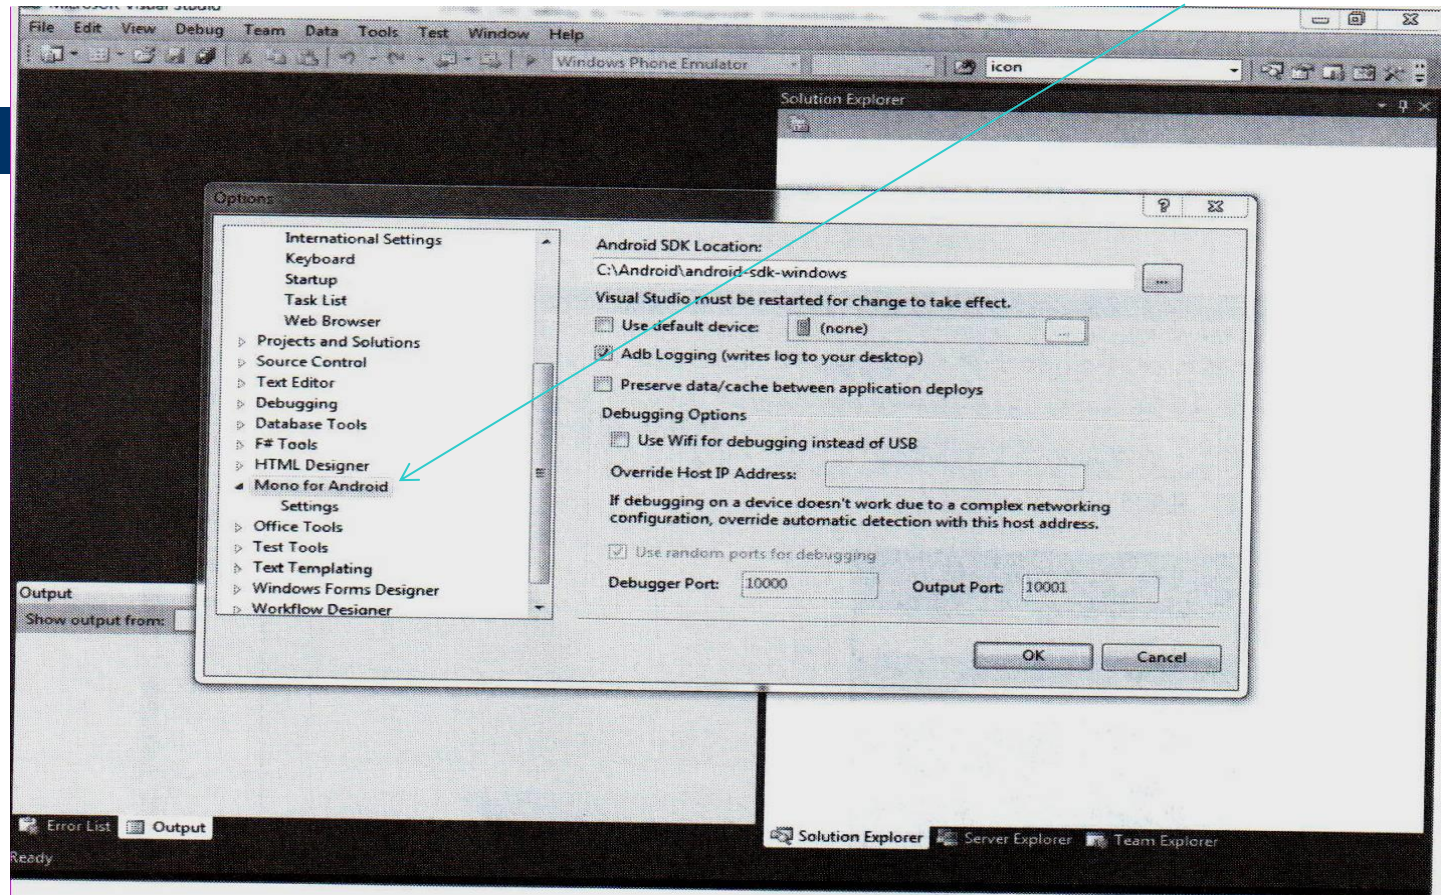 Microsoft Visual Studio
File Edit View Debug Team Data Tools Test Window Help
Windows Phone Emulator
icon
Solution Explorer
Options
International Settings
Keyboard
Startup
Task List
Web Browser
Projects and Solutions
Source Control
Text Editor
Debugging
Database Tools
F# Tools
HTML Designer
Mono for Android
Settings
Office Tools
Test Tools
Text Templating
Windows Forms Designer
Workflow Designer
Android SDK Location:
C:\Android\android-sdk-windows
...
Visual Studio must be restarted for change to take effect.
Use default device:
(none)
...
Adb Logging (writes log to your desktop)
Preserve data/cache between application deploys
Debugging Options
Use Wifi for debugging instead of USB
Override Host IP Address:
If debugging on a device doesn't work due to a complex networking
configuration, override automatic detection with this host address.
Use random ports for debugging
Debugger Port: 10000 Output Port: 10001
OK Cancel
Output
Show output from:
Error List Output
Solution Explorer Server Explorer Team Explorer
Ready